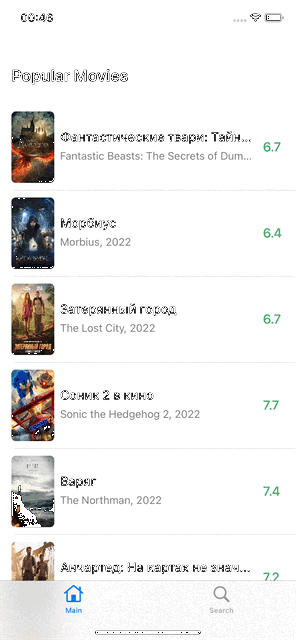 00:46
Popular Movies
Фантастические твари: Тайн...
Fantastic Beasts: The Secrets of Dum...
6.7
Морбиус
Morbius, 2022
6.4
Затерянный город
The Lost City, 2022
6.7
ЗАТЕРЯННЫЙ ГОРОД
Соник 2 в кино
Sonic the Hedgehog 2, 2022
7.7
Варяг
The Northman, 2022
7.4
Анчартед: На картах не знач...
7.2
Main
Search